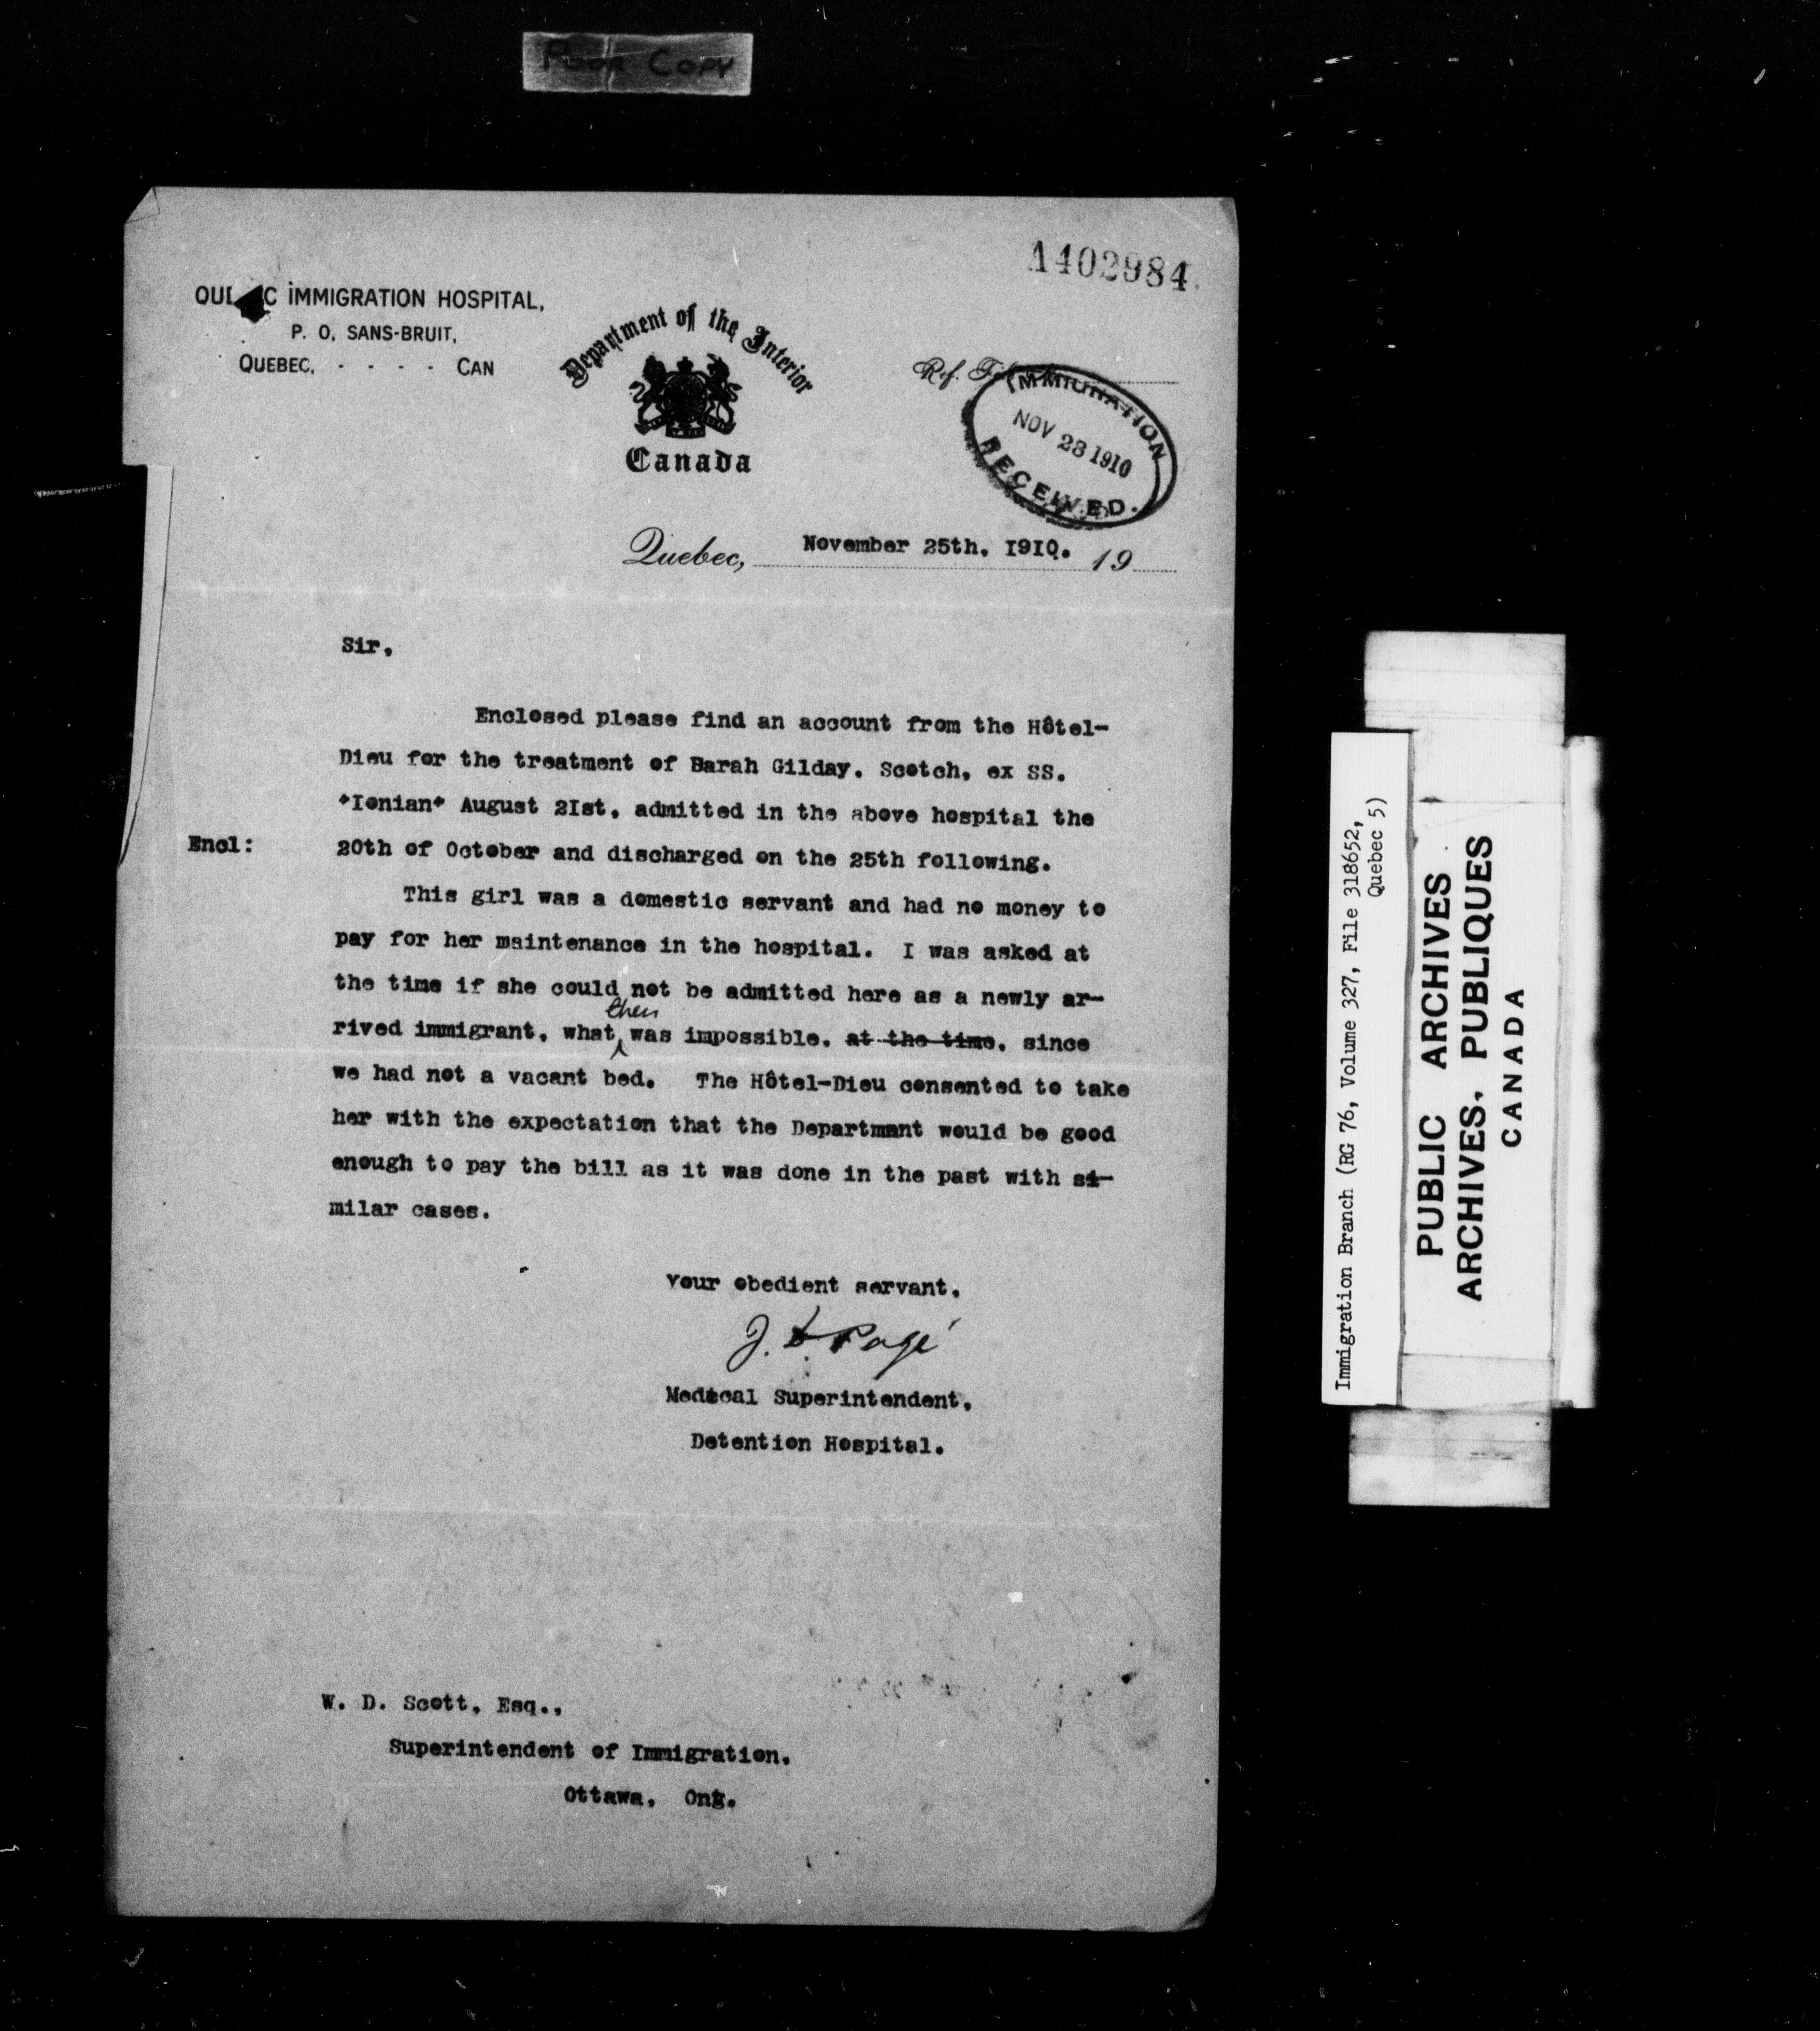 Poor Copy
1402984
QUEBEC IMMIGRATION HOSPITAL,
P. O, SANS-BRUIT,
QUEBEC, - - - - CAN
Department of the Interior
Canada
Ref. File
IMMIGRATION
NOV 28 1910
RECEIVED.
Quebec, November 25th. 1910. 19
Sir,
Enclosed please find an account from the Hôtel-
Dieu for the treatment of Sarah Gilday. Scotch, ex SS.
"Ionian" August 2Ist, admitted in the above hospital the
Encl: 20th of October and discharged on the 25th following.
This girl was a domestic servant and had no money to
pay for her maintenance in the hospital. I was asked at
the time if she could not be admitted here as a newly ar-
rived immigrant, what then was impossible. at the time. since
we had not a vacant bed. The Hôtel-Dieu consented to take
her with the expectation that the Department would be good
enough to pay the bill as it was done in the past with si-
milar cases.
Your obedient servant.
J. D. Pagé
Medical Superintendent.
Detention Hospital.
W. D. Scott, Esq.,
Superintendent of Immigration.
Ottawa. Ont.
Immigration Branch (RG 76, Volume 327, File 318652,
Quebec 5)
PUBLIC ARCHIVES
ARCHIVES PUBLIQUES
CANADA